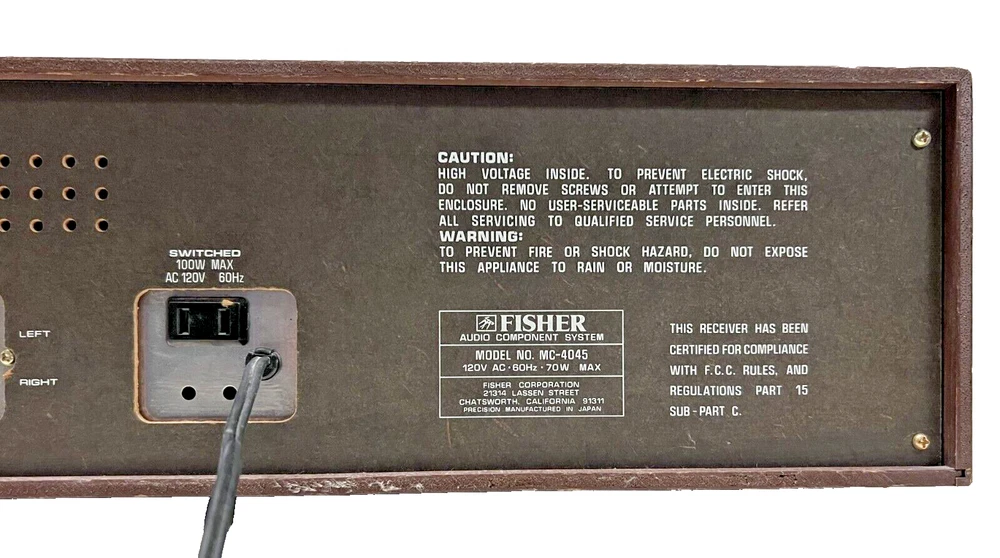 CAUTION:
HIGH VOLTAGE INSIDE. TO PREVENT ELECTRIC SHOCK,
DO NOT REMOVE SCREWS OR ATTEMPT TO ENTER THIS
ENCLOSURE. NO USER-SERVICEABLE PARTS INSIDE. REFER
ALL SERVICING TO QUALIFIED SERVICE PERSONNEL.
WARNING:
TO PREVENT FIRE OR SHOCK HAZARD, DO NOT EXPOSE
THIS APPLIANCE TO RAIN OR MOISTURE.
SWITCHED
100W MAX
AC 120V 60Hz
LEFT
RIGHT
FISHER
AUDIO COMPONENT SYSTEM
MODEL NO. MC-4045
120V AC·60Hz·70W MAX
FISHER CORPORATION
21314 LASSEN STREET
CHATSWORTH, CALIFORNIA 91311
PRECISION MANUFACTURED IN JAPAN
THIS RECEIVER HAS BEEN
CERTIFIED FOR COMPLIANCE
WITH F.C.C. RULES, AND
REGULATIONS PART 15
SUB-PART C.